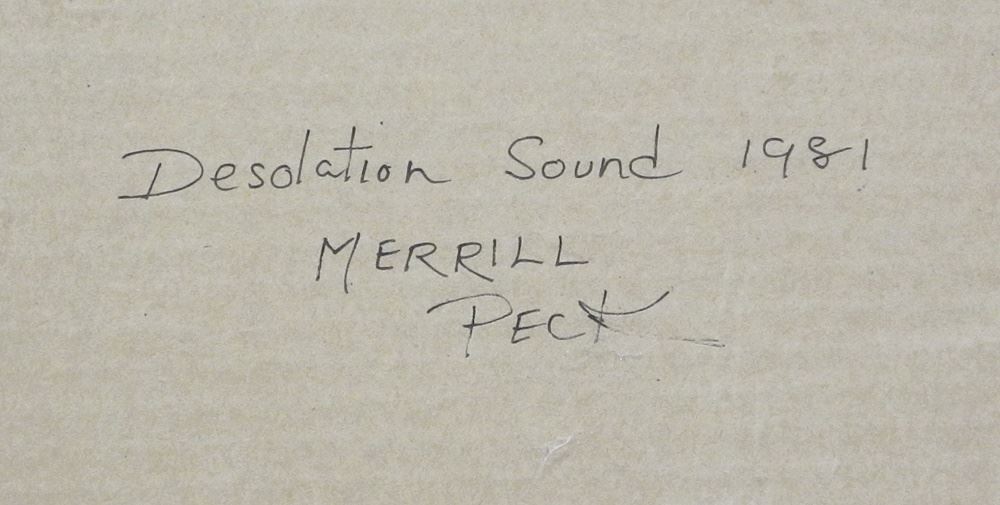 Desolation Sound 1981
MERRILL
PECK